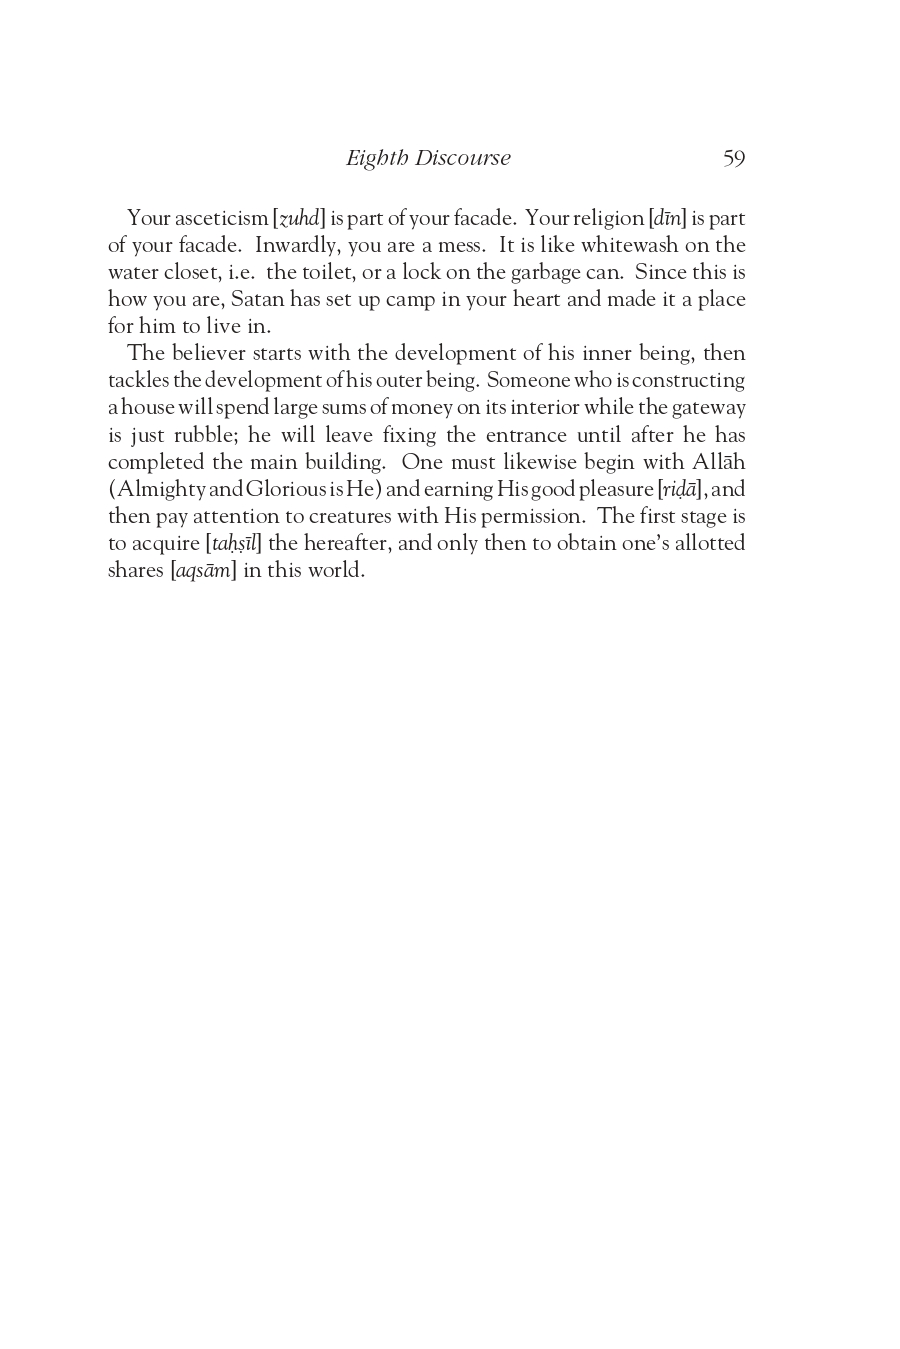 Eighth Discourse 59
Your asceticism [zuhd] is part of your facade. Your religion [dīn] is part
of your facade. Inwardly, you are a mess. It is like whitewash on the
water closet, i.e. the toilet, or a lock on the garbage can. Since this is
how you are, Satan has set up camp in your heart and made it a place
for him to live in.
The believer starts with the development of his inner being, then
tackles the development of his outer being. Someone who is constructing
a house will spend large sums of money on its interior while the gateway
is just rubble; he will leave fixing the entrance until after he has
completed the main building. One must likewise begin with Allāh
(Almighty and Glorious is He) and earning His good pleasure [riḍā], and
then pay attention to creatures with His permission. The first stage is
to acquire [taḥṣīl] the hereafter, and only then to obtain one’s allotted
shares [aqsām] in this world.